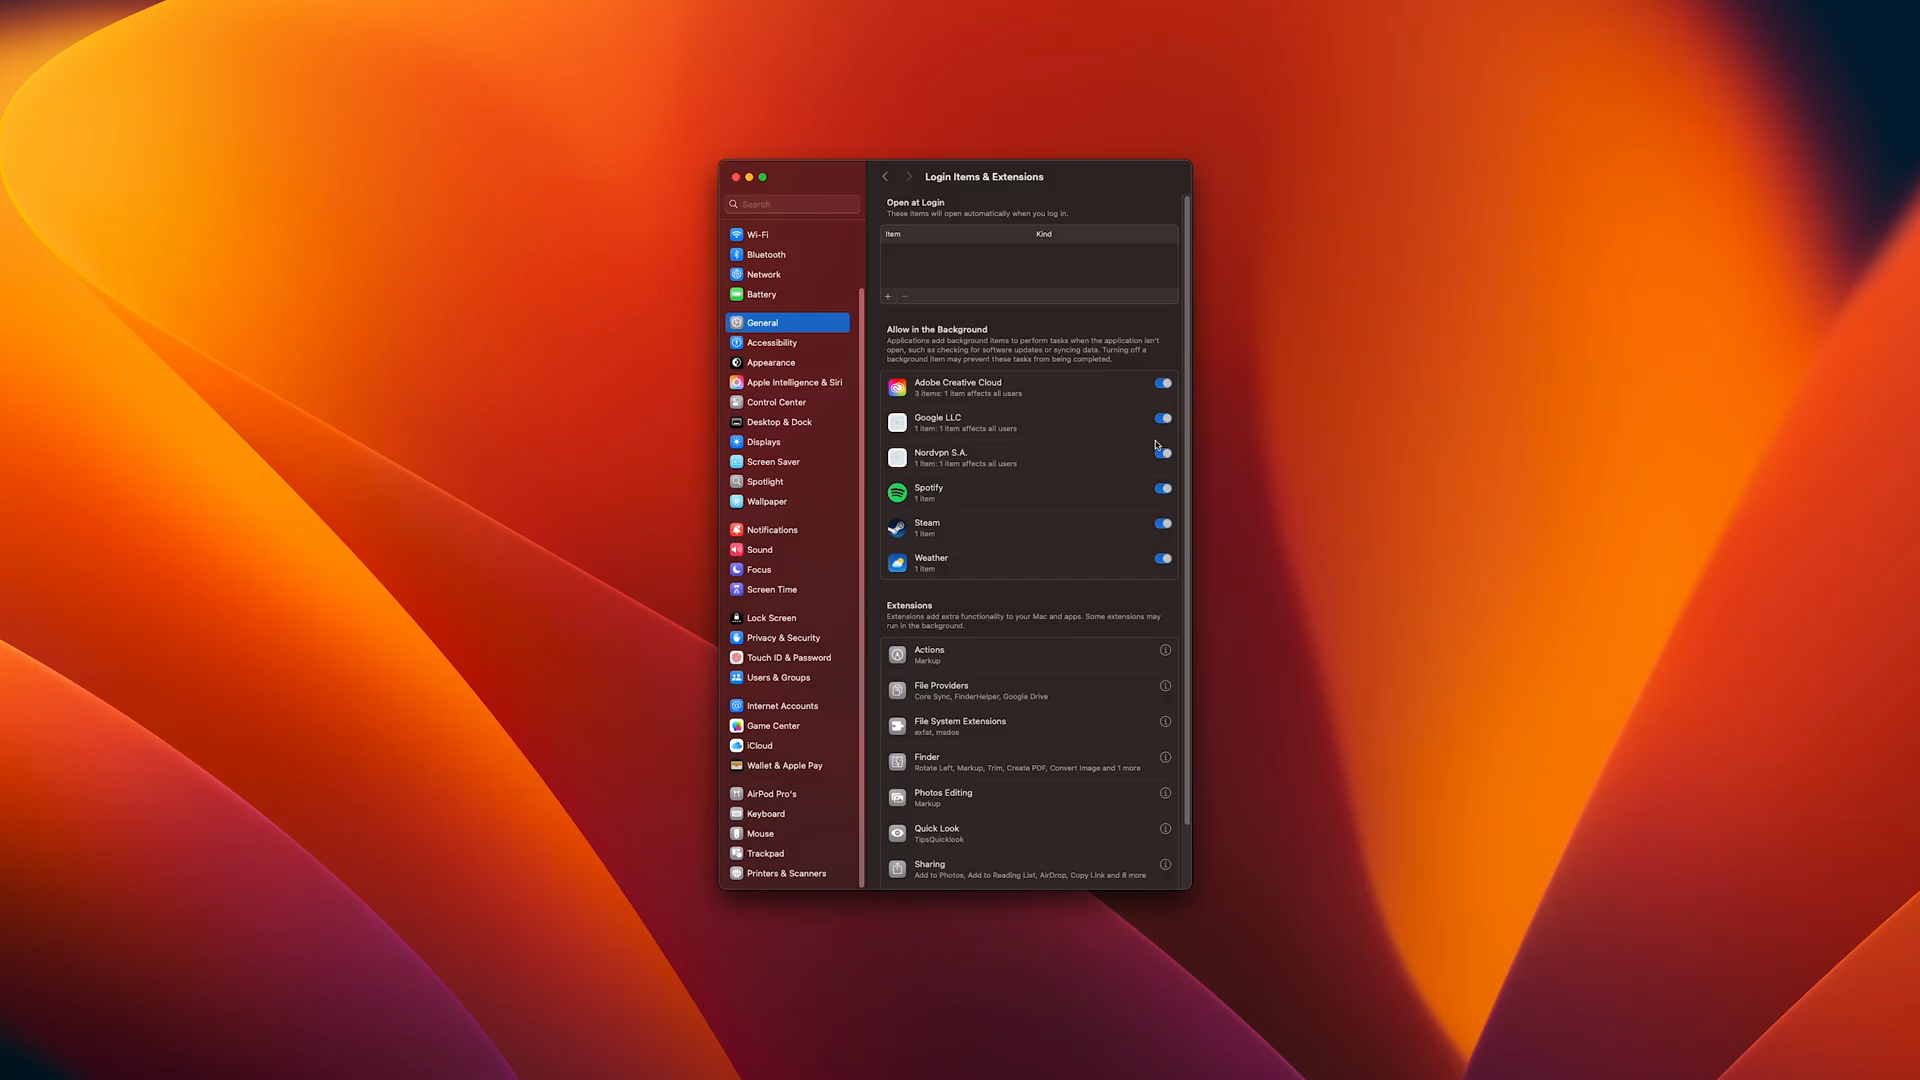 Search
Wi-Fi
Bluetooth
Network
Battery
General
Accessibility
Appearance
Apple Intelligence & Siri
Control Center
Desktop & Dock
Displays
Screen Saver
Spotlight
Wallpaper
Notifications
Sound
Focus
Screen Time
Lock Screen
Privacy & Security
Touch ID & Password
Users & Groups
Internet Accounts
Game Center
iCloud
Wallet & Apple Pay
AirPod Pro's
Keyboard
Mouse
Trackpad
Printers & Scanners
Login Items & Extensions
Open at Login
These items will open automatically when you log in.
Item Kind
Allow in the Background
Applications add background items to perform tasks when the application isn't
open, such as checking for software updates or syncing data. Turning off a
background item may prevent these tasks from being completed.
Adobe Creative Cloud
3 items: 1 item affects all users
Google LLC
1 item: 1 item affects all users
Nordvpn S.A.
1 item: 1 item affects all users
Spotify
1 item
Steam
1 item
Weather
1 item
Extensions
Extensions add extra functionality to your Mac and apps. Some extensions may
run in the background.
Actions
Markup
File Providers
Core Sync, FinderHelper, Google Drive
File System Extensions
exfat, msdos
Finder
Rotate Left, Markup, Trim, Create PDF, Convert Image and 1 more
Photos Editing
Markup
Quick Look
TipsQuicklook
Sharing
Add to Photos, Add to Reading List, AirDrop, Copy Link and 8 more